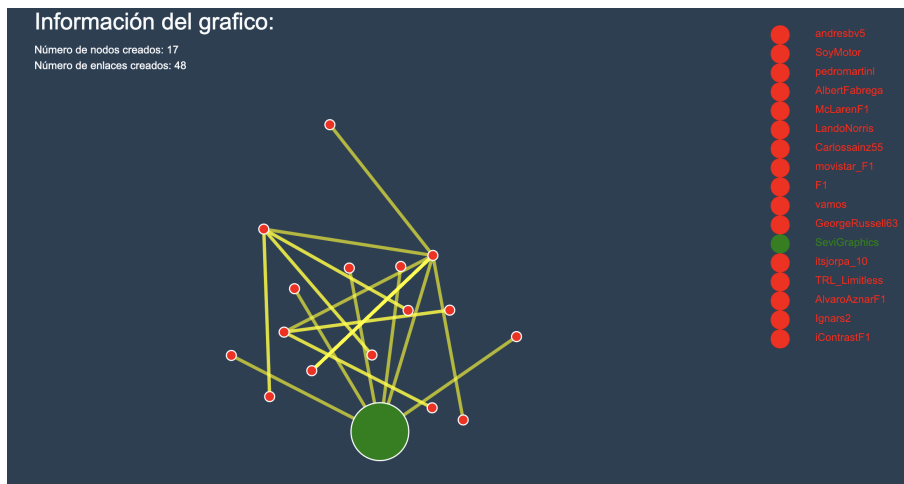 Información del grafico:
Número de nodos creados: 17
Número de enlaces creados: 48
andresbv5
SoyMotor
pedromartinl
AlbertFabrega
McLarenF1
LandoNorris
Carlossainz55
movistar_F1
F1
vamos
GeorgeRussell63
SeviGraphics
itsjorpa_10
TRL_Limitless
AlvaroAznarF1
Ignars2
iContrastF1